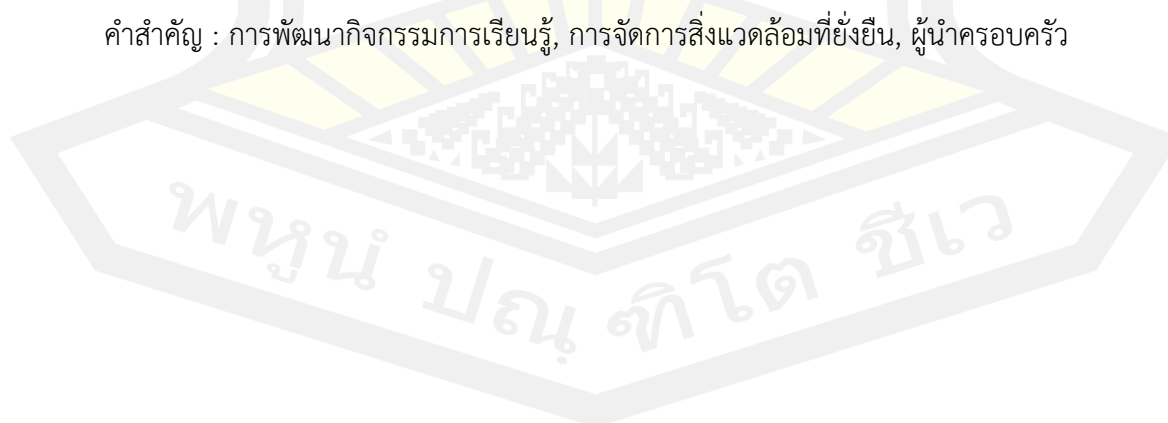 คำสำคัญ : การพัฒนากิจกรรมการเรียนรู้, การจัดการสิ่งแวดล้อมที่ยั่งยืน, ผู้นำครอบครัว
พหูนํ ปณฺฑิโต ชีเว